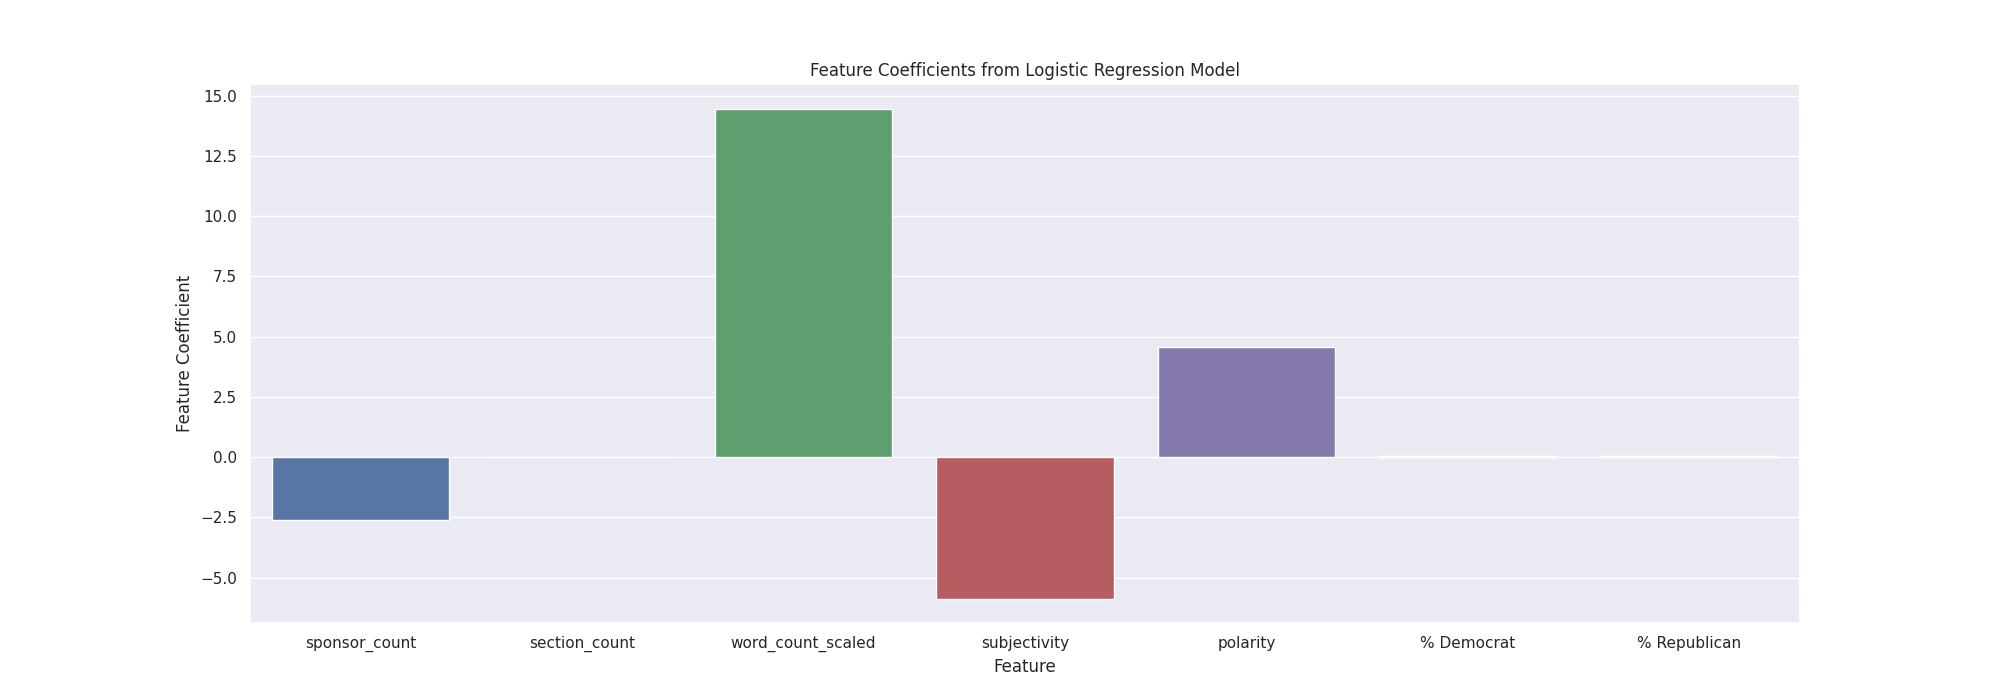 Feature Coefficients from Logistic Regression Model
15.0
12.5
10.0
7.5
5.0
2.5
0.0
−2.5
−5.0
Feature Coefficient
sponsor_count section_count word_count_scaled subjectivity polarity % Democrat % Republican
Feature